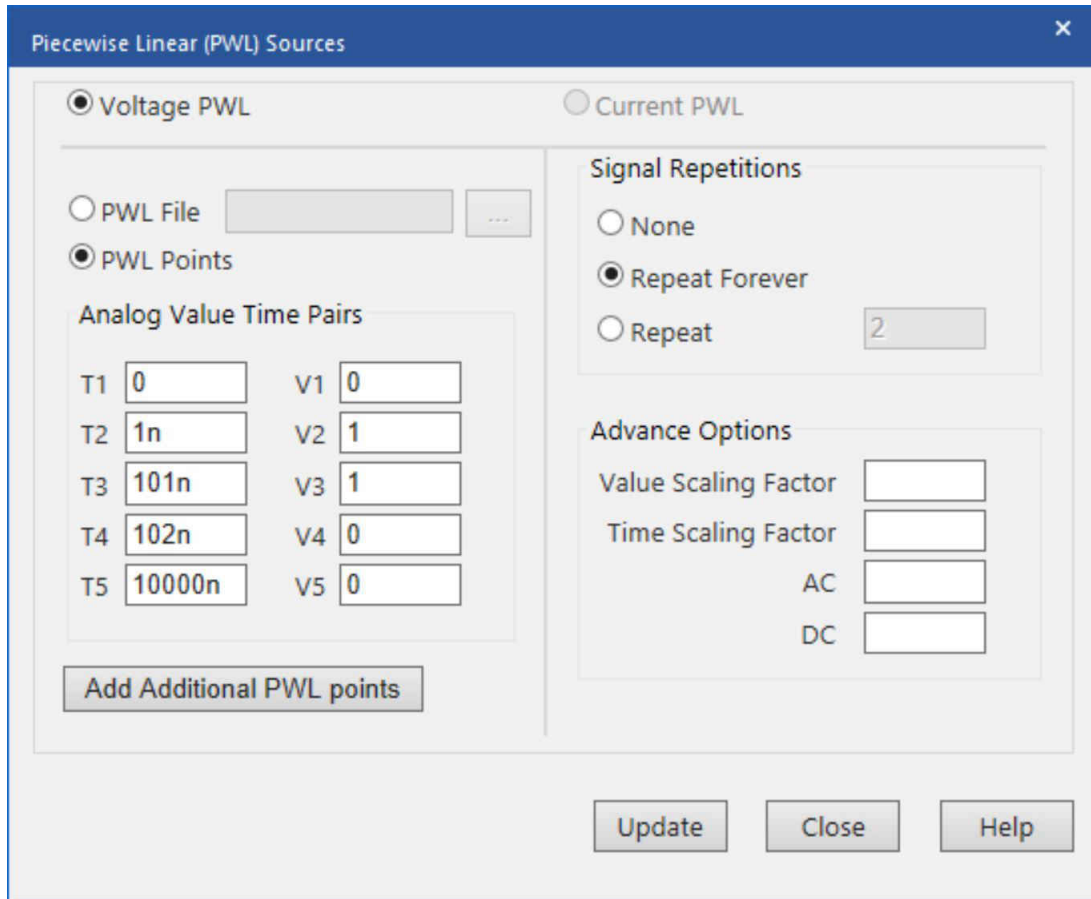 Piecewise Linear (PWL) Sources ×
Voltage PWL
Current PWL
PWL File ...
PWL Points
Analog Value Time Pairs
T1 0 V1 0
T2 1n V2 1
T3 101n V3 1
T4 102n V4 0
T5 10000n V5 0
Add Additional PWL points
Signal Repetitions
None
Repeat Forever
Repeat 2
Advance Options
Value Scaling Factor
Time Scaling Factor
AC
DC
Update Close Help